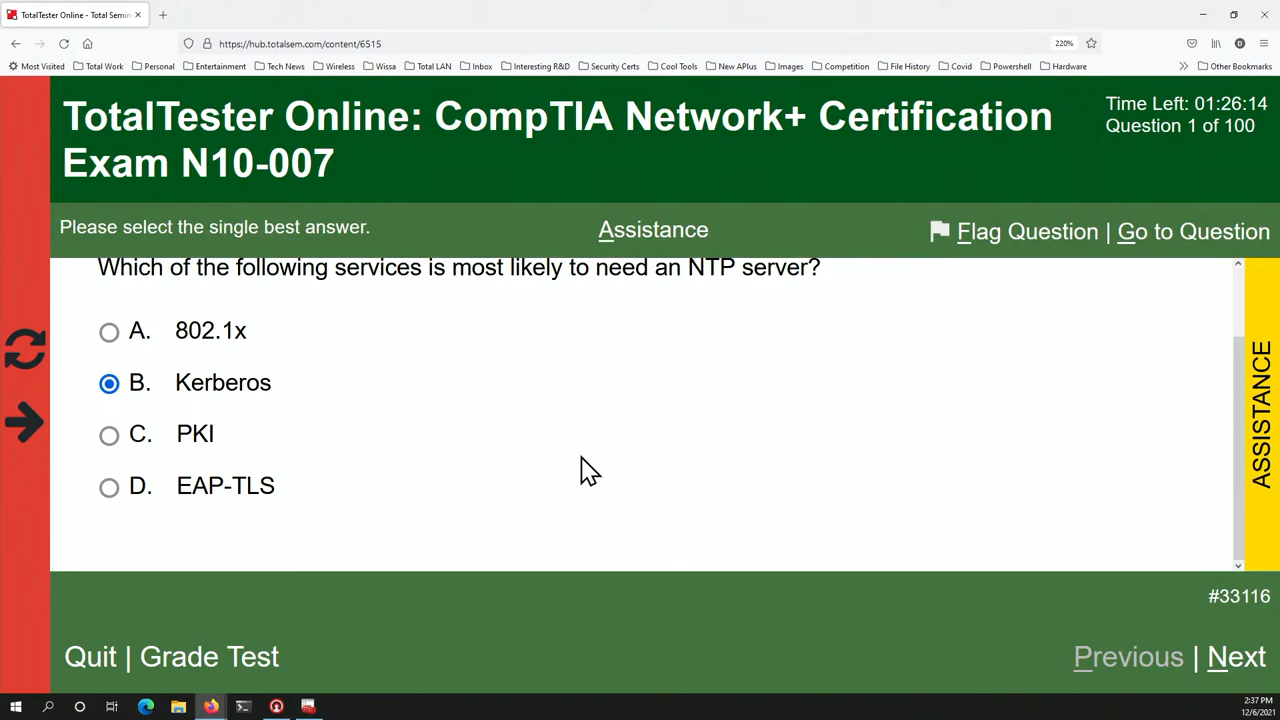 TotalTester Online - Total Semin
https://hub.totalsem.com/content/6515
220%
Most Visited Total Work Personal Entertainment Tech News Wireless Wissa Total LAN Inbox Interesting R&D Security Certs Cool Tools New APlus Images Competition File History Covid Powershell Hardware Other Bookmarks
TotalTester Online: CompTIA Network+ Certification
Exam N10-007
Time Left: 01:26:14
Question 1 of 100
Please select the single best answer.
Assistance
Flag Question | Go to Question
Which of the following services is most likely to need an NTP server?
A. 802.1x
B. Kerberos
C. PKI
D. EAP-TLS
ASSISTANCE
#33116
Quit | Grade Test
Previous | Next
2:37 PM
12/6/2021